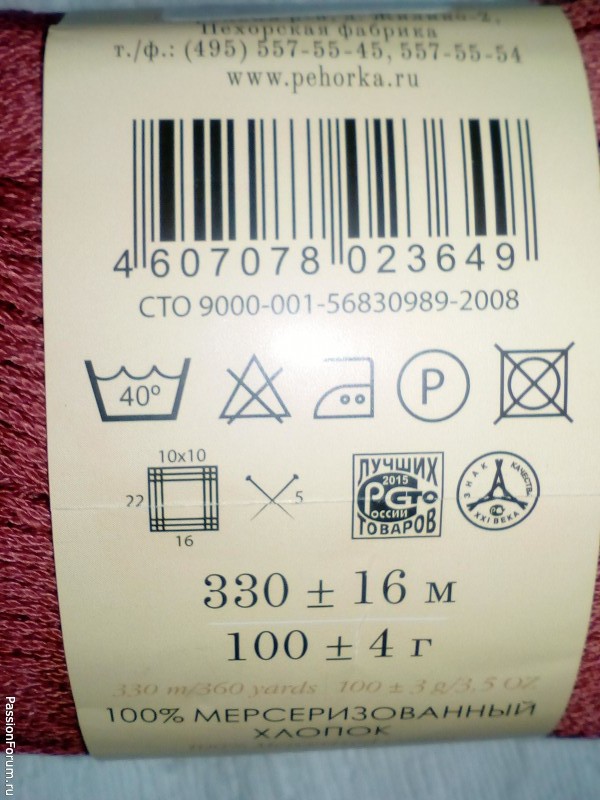 Пехорская фабрика
т./ф.: (495) 557-55-45, 557-55-54
www.pehorka.ru
4 607078 023649
СТО 9000-001-56830989-2008
40° P
10x10
22 5
16
ЛУЧШИХ
2015
РОССИИ СТО
ТОВАРОВ
ЗНАК КАЧЕСТВА
XXI ВЕКА
330 ± 16 м
100 ± 4 г
330 m/360 yards 100 ± 3 g/3,5 OZ
100% МЕРСЕРИЗОВАННЫЙ
ХЛОПОК
PassionForum.ru